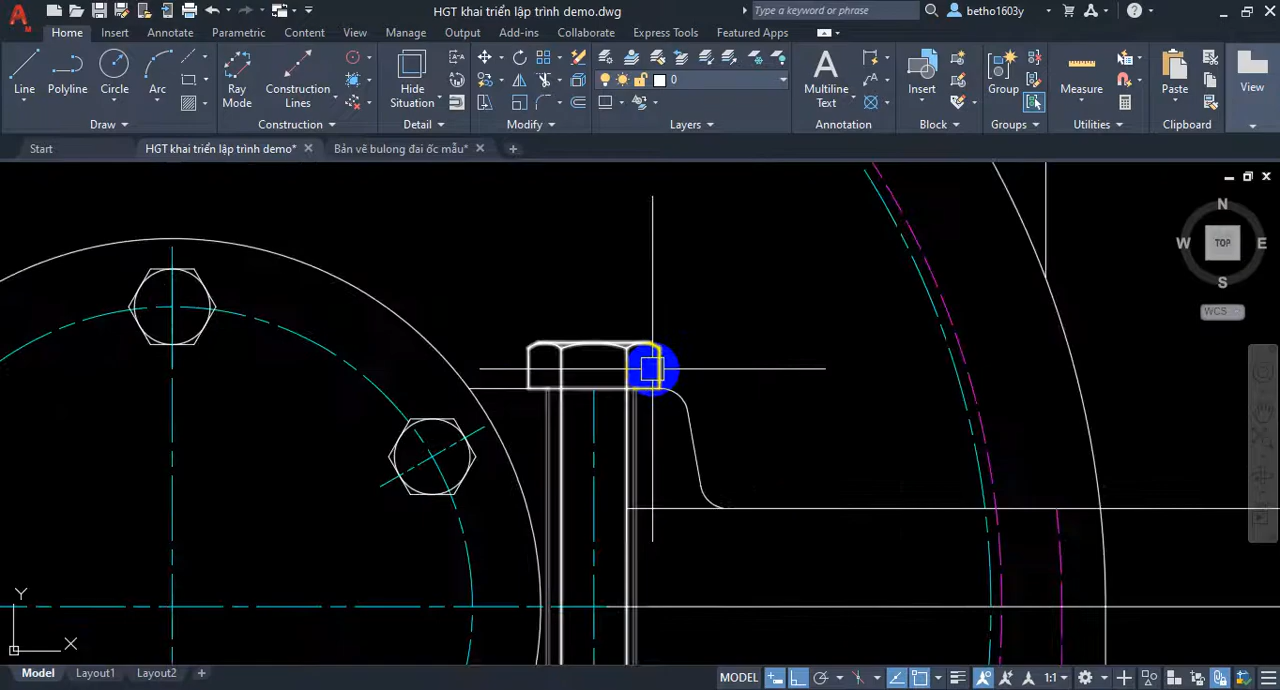 HGT khai triển lập trình demo.dwg
Type a keyword or phrase
betho1603y
Home Insert Annotate Parametric Content View Manage Output Add-ins Collaborate Express Tools Featured Apps
Line Polyline Circle Arc Ray Mode Construction Lines Hide Situation 0 Multiline Text Insert Group Measure Paste View
Draw Construction Detail Modify Layers Annotation Block Groups Utilities Clipboard
Start HGT khai triển lập trình demo* Bản vẽ bulong đai ốc mẫu*
N
W TOP E
S
WCS
Y
X
Model Layout1 Layout2 MODEL 1:1